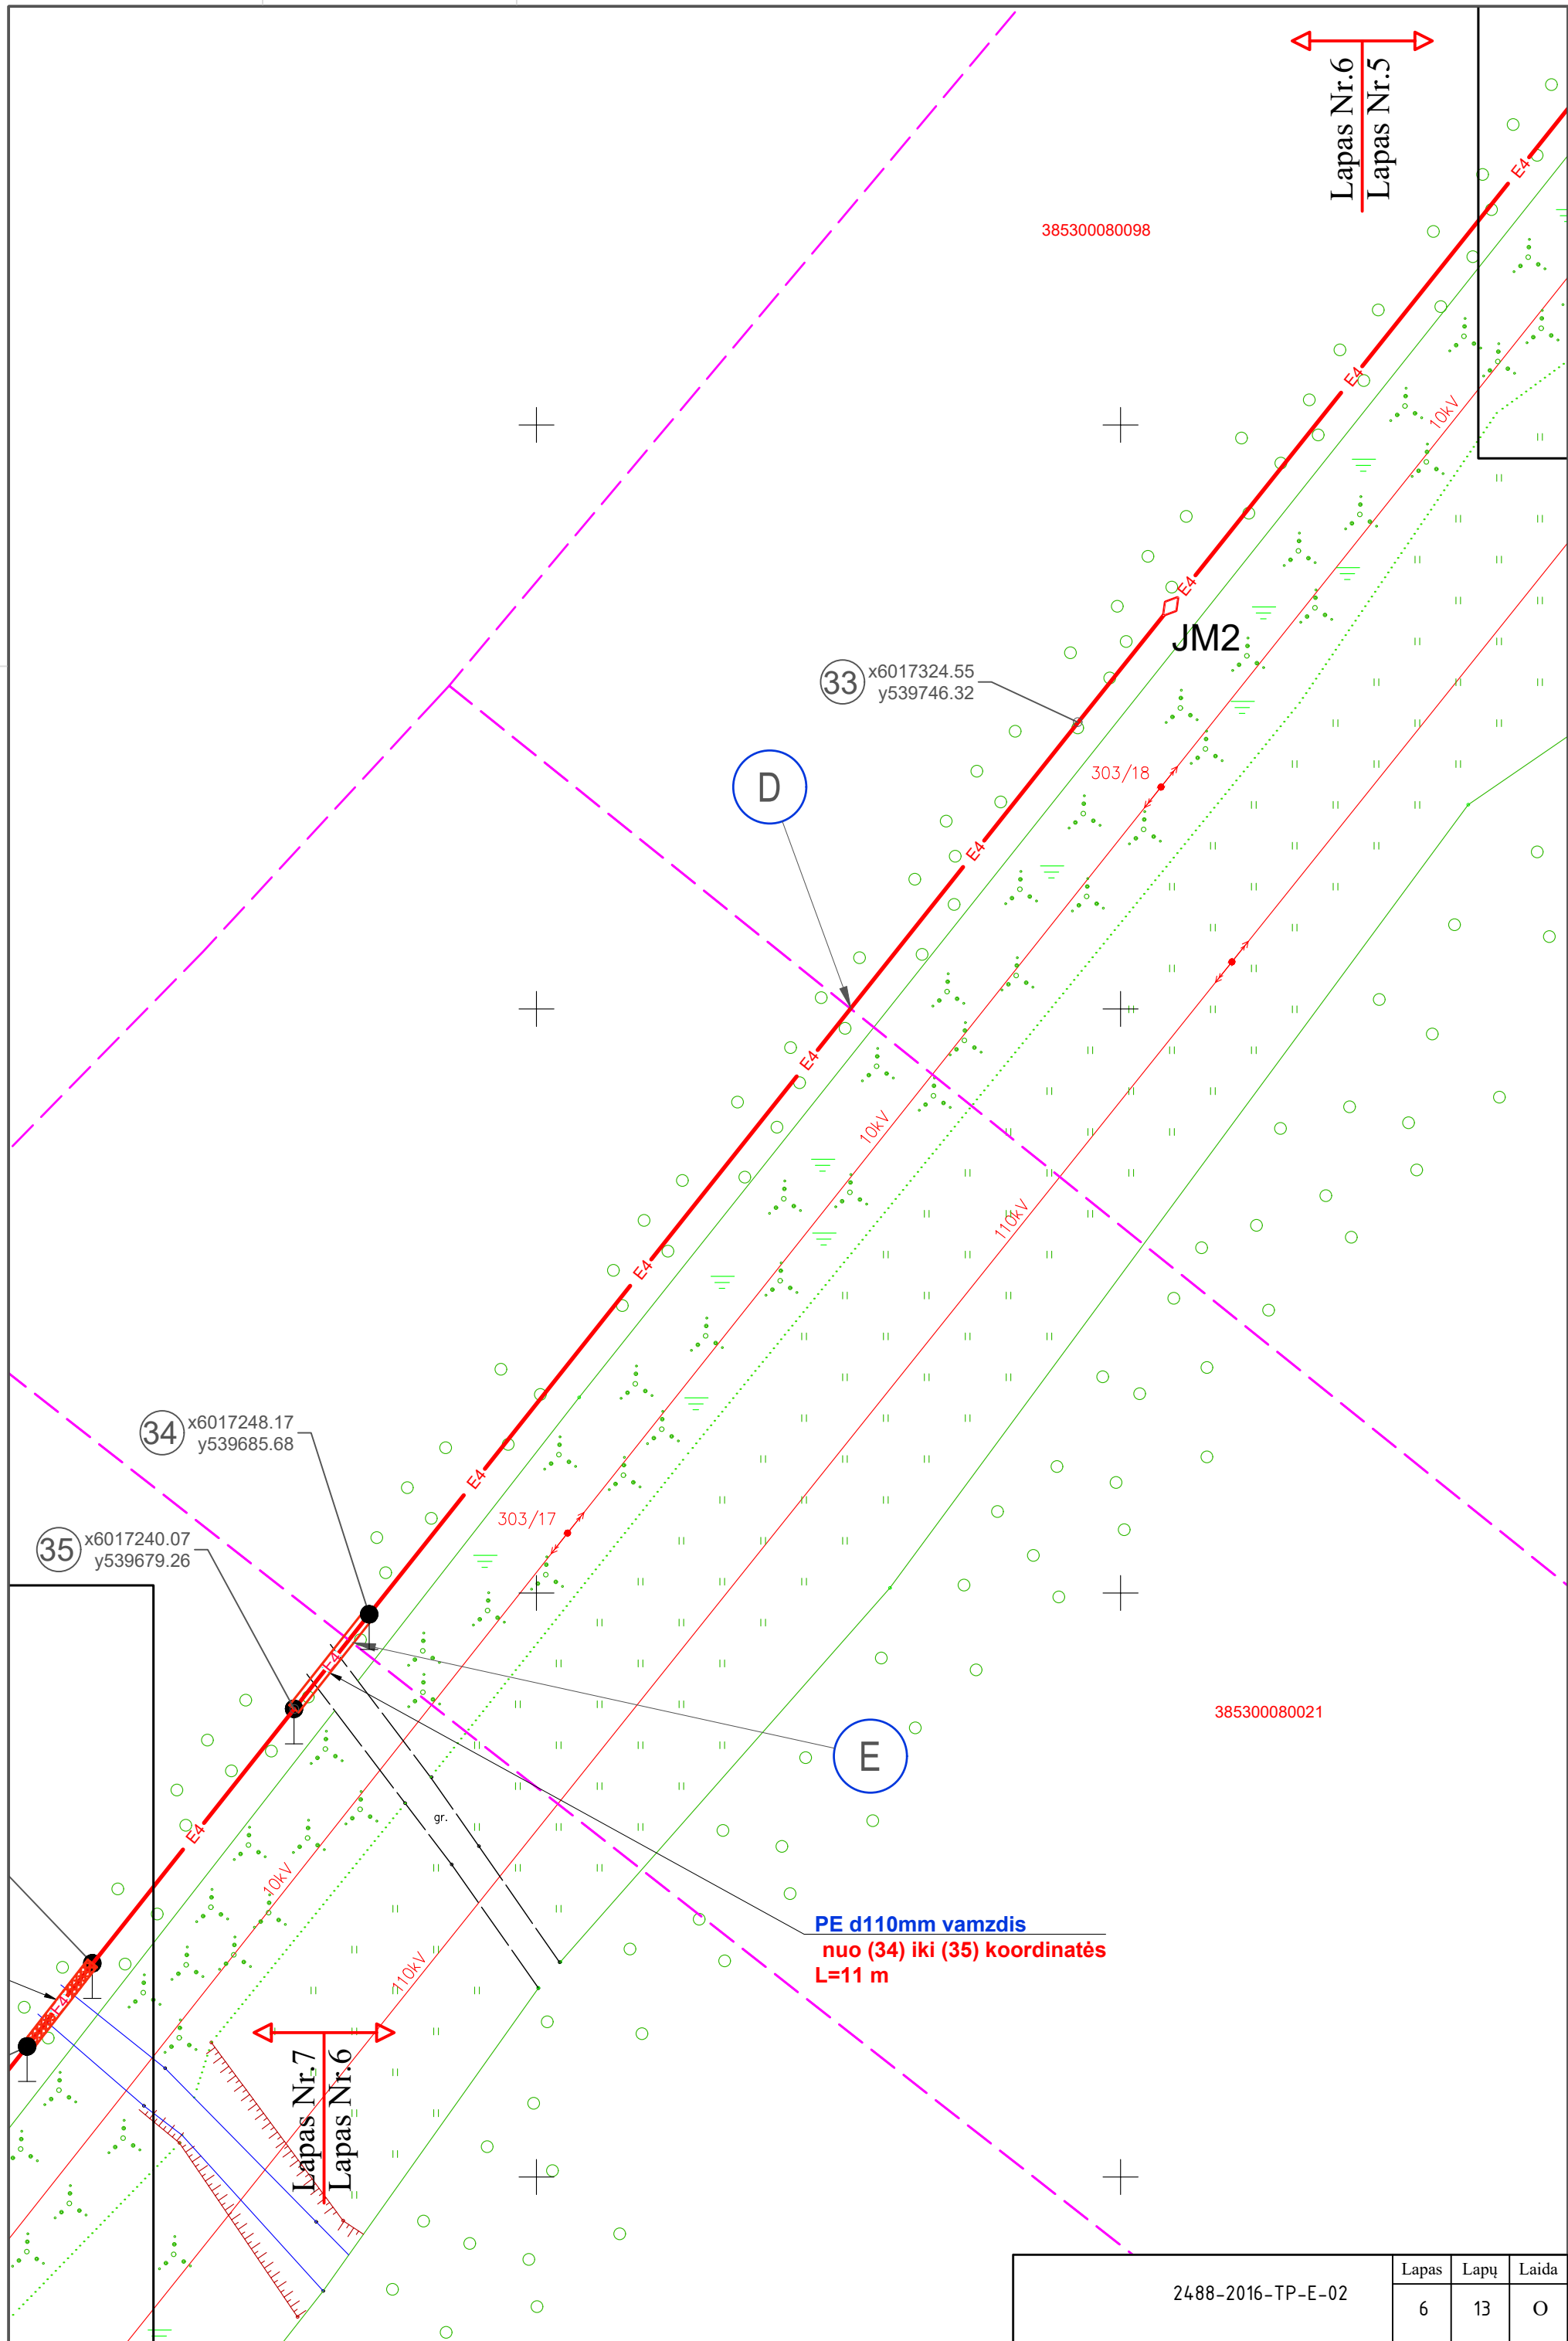 Lapas Nr.6
Lapas Nr.5
385300080098
E4
E4
10kV
E4
JM2
33
x6017324.55
y539746.32
303/18
D
E4
E4
10kV
110kV
E4
34
x6017248.17
y539685.68
E4
303/17
35
x6017240.07
y539679.26
E4
385300080021
E
gr.
E4
10kV
PE d110mm vamzdis
nuo (34) iki (35) koordinatės
L=11 m
110kV
E4
Lapas Nr.7
Lapas Nr.6
2488-2016-TP-E-02
Lapas Lapų Laida
6 13 O